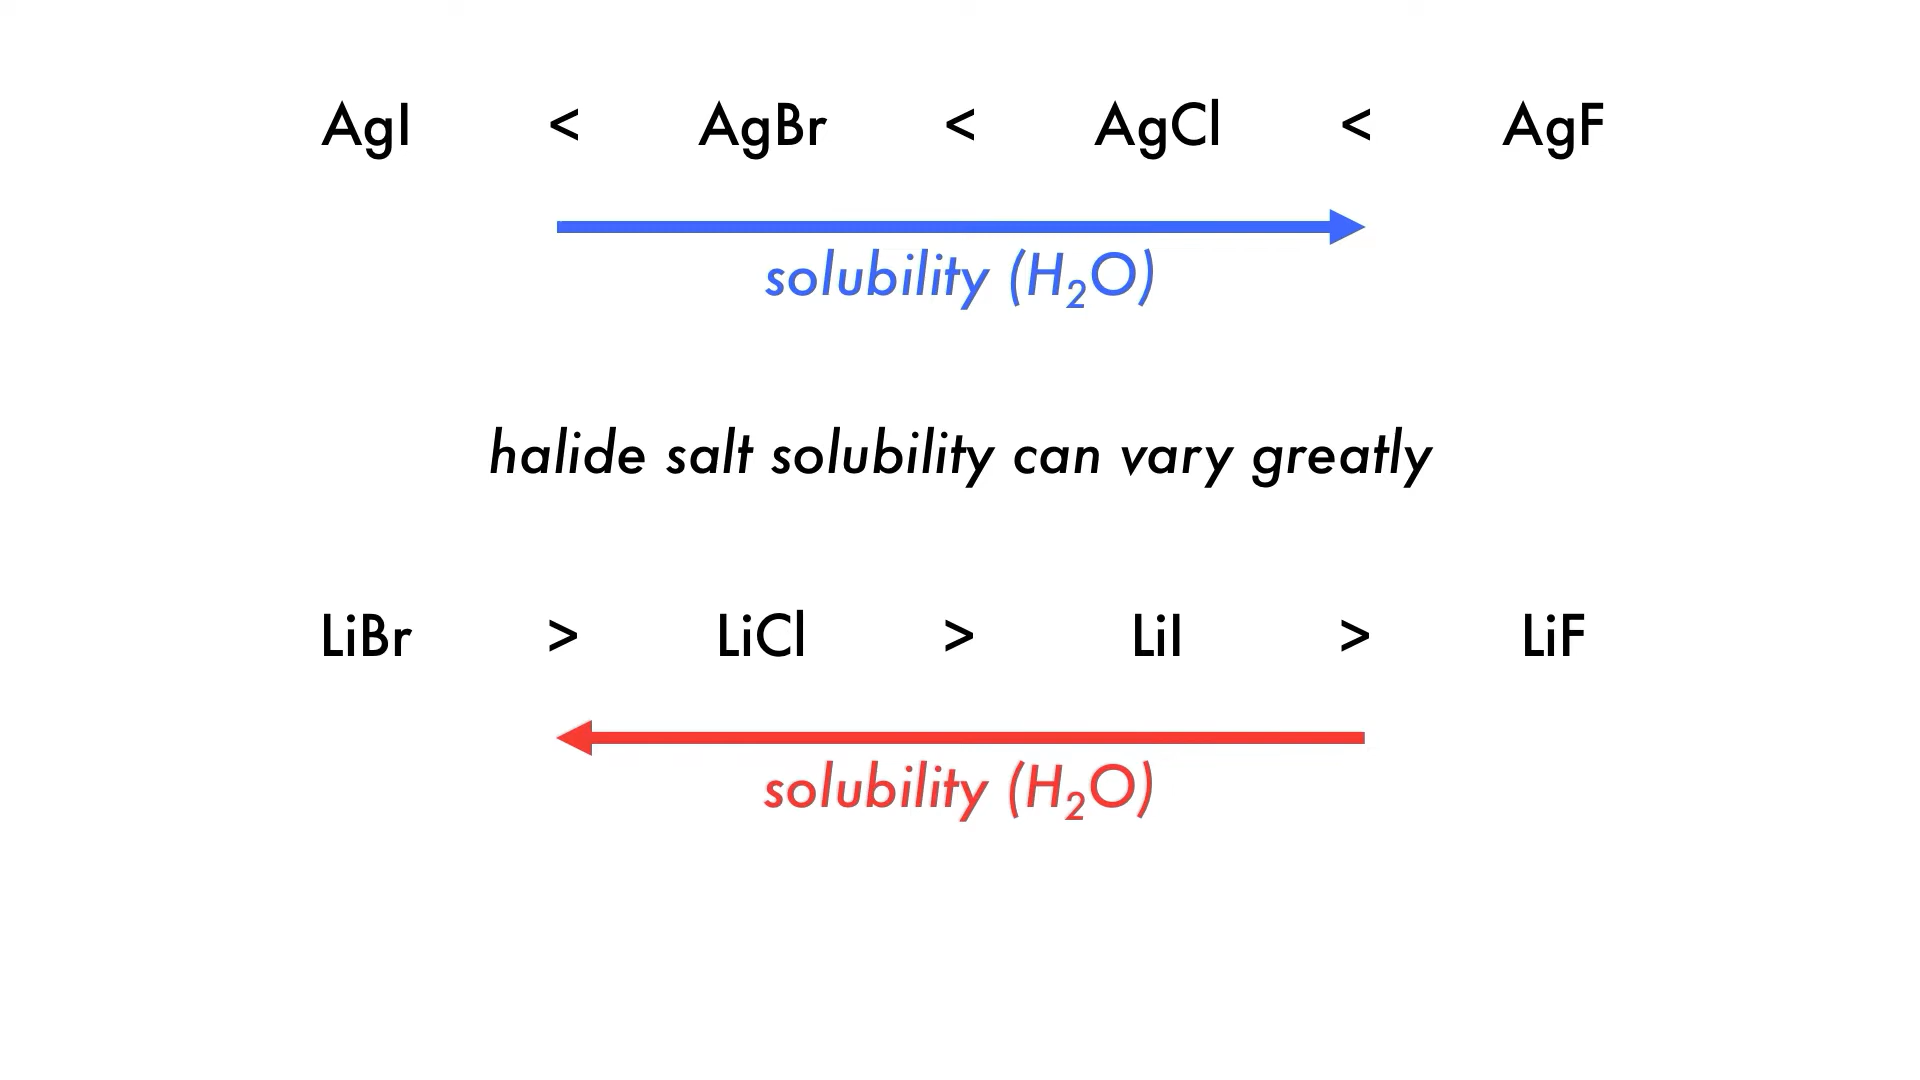 AgI < AgBr < AgCl < AgF
solubility (H₂O)
halide salt solubility can vary greatly
LiBr > LiCl > LiI > LiF
solubility (H₂O)